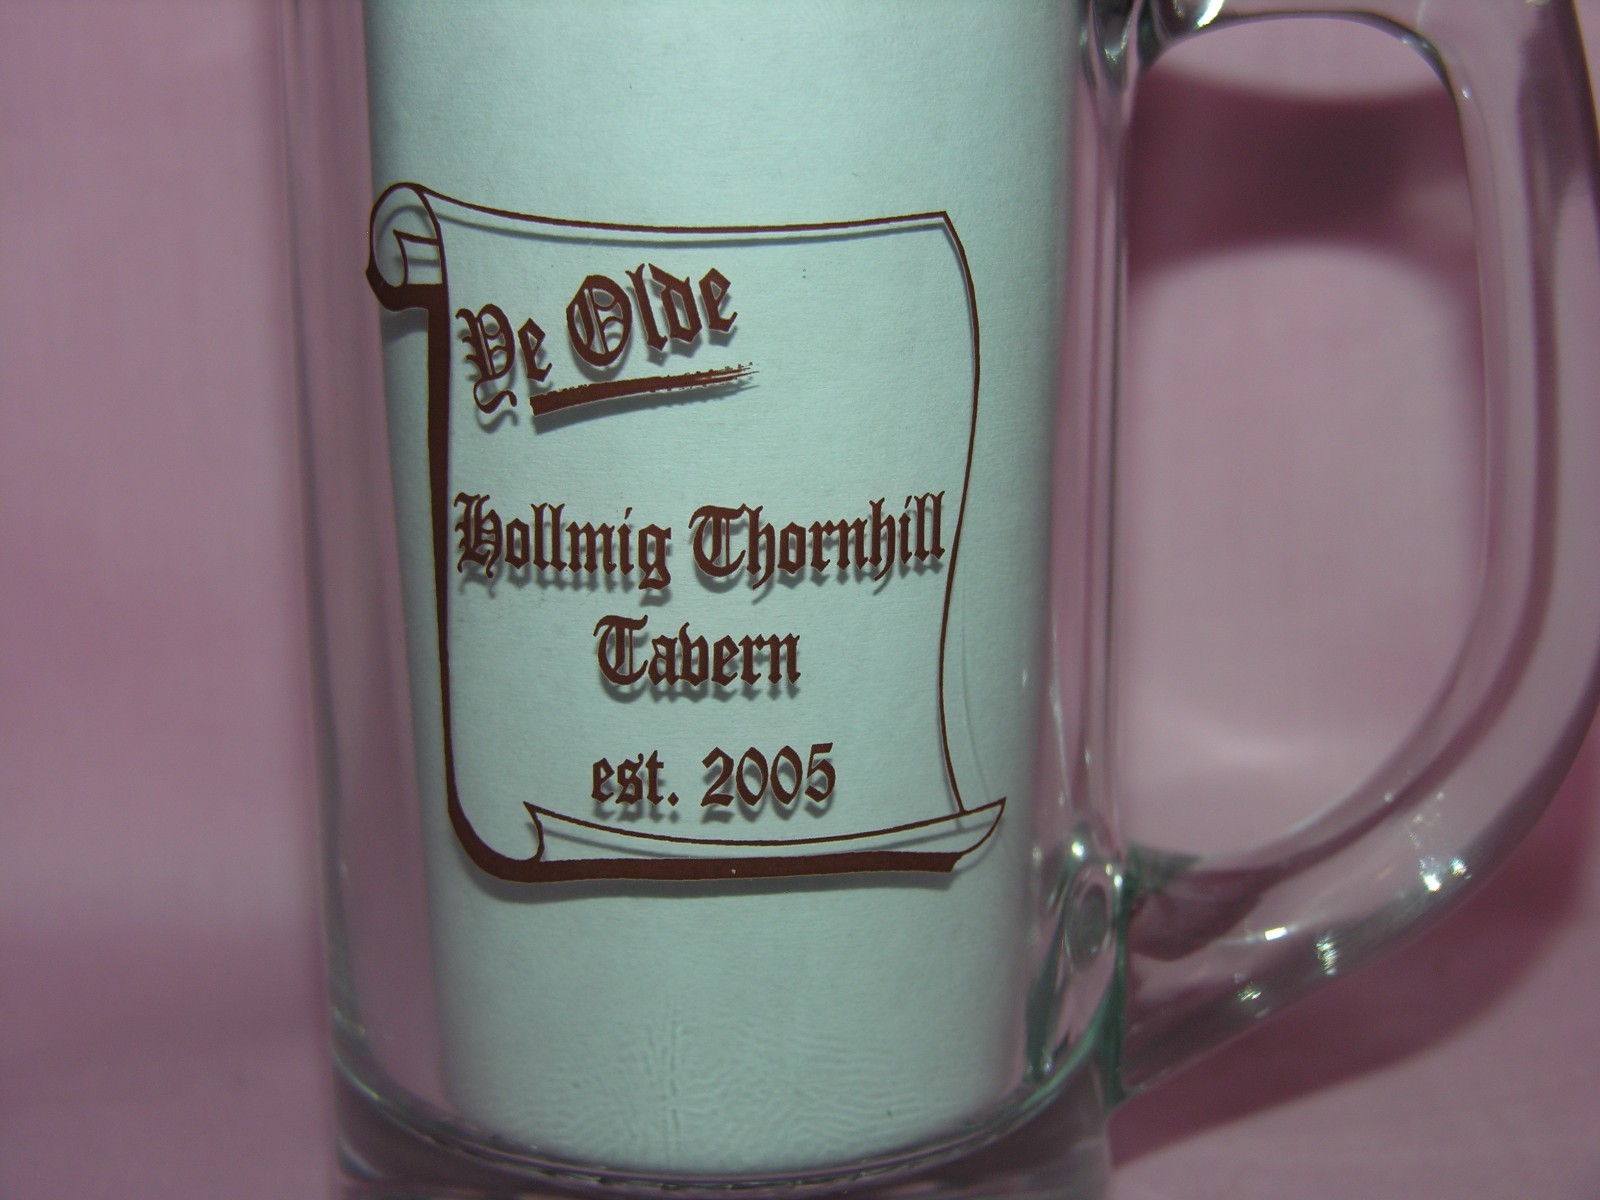 Ye Olde
Hollmig Thornhill
Tavern
est. 2005